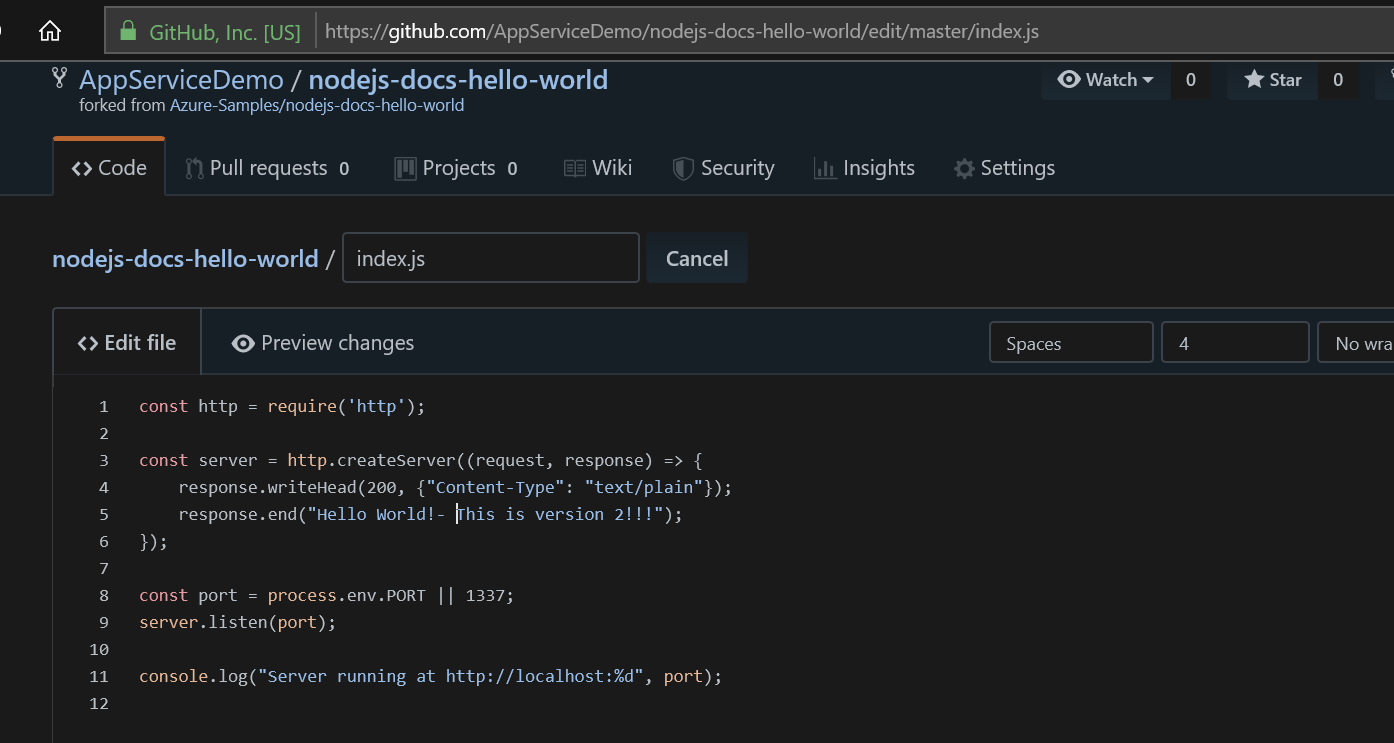 GitHub, Inc. [US] https://github.com/AppServiceDemo/nodejs-docs-hello-world/edit/master/index.js
AppServiceDemo / nodejs-docs-hello-world Watch 0 Star 0
forked from Azure-Samples/nodejs-docs-hello-world
<> Code Pull requests 0 Projects 0 Wiki Security Insights Settings
nodejs-docs-hello-world / index.js Cancel
<> Edit file Preview changes Spaces 4 No wra
1 const http = require('http');
2
3 const server = http.createServer((request, response) => {
4     response.writeHead(200, {"Content-Type": "text/plain"});
5     response.end("Hello World!- This is version 2!!!");
6 });
7
8 const port = process.env.PORT || 1337;
9 server.listen(port);
10
11 console.log("Server running at http://localhost:%d", port);
12